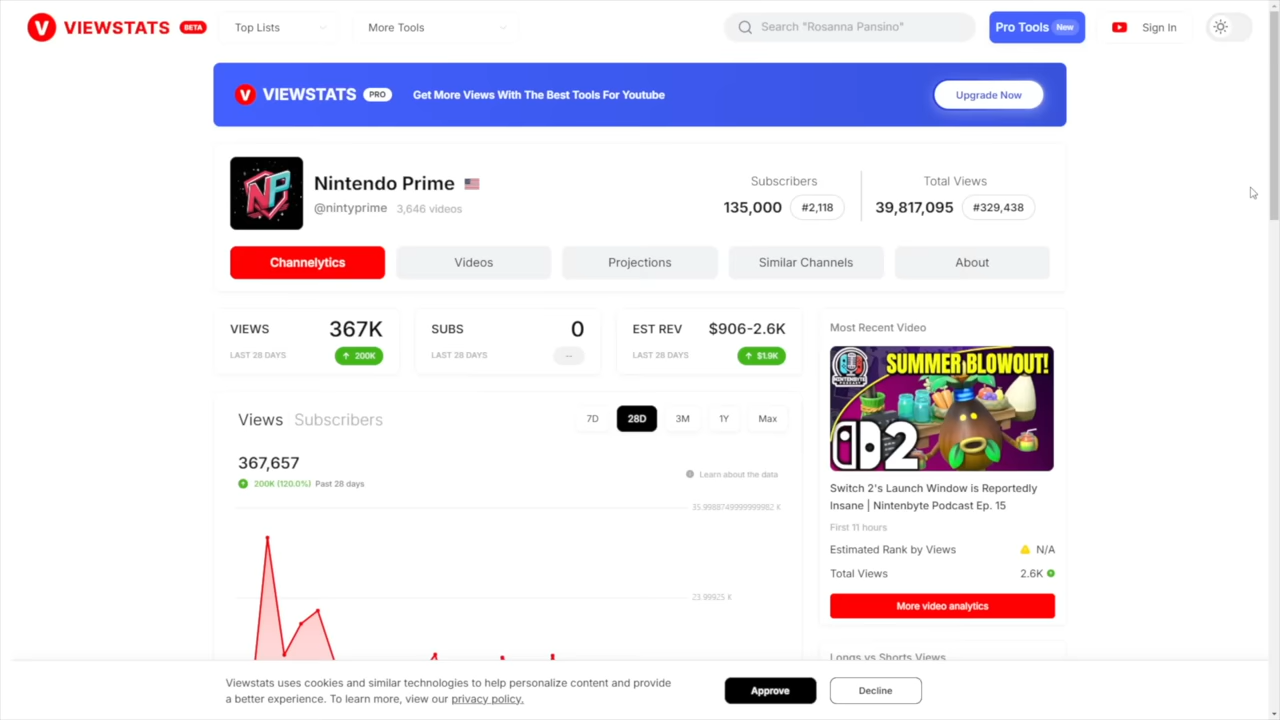 V VIEWSTATS BETA
Top Lists
More Tools
Search "Rosanna Pansino"
Pro Tools New
Sign In
V VIEWSTATS PRO
Get More Views With The Best Tools For Youtube
Upgrade Now
NP
Nintendo Prime
@nintyprime 3,646 videos
Subscribers
135,000 #2,118
Total Views
39,817,095 #329,438
Channelytics
Videos
Projections
Similar Channels
About
VIEWS 367K
LAST 28 DAYS 200K
SUBS 0
LAST 28 DAYS --
EST REV $906-2.6K
LAST 28 DAYS $1.9K
Views Subscribers
7D 28D 3M 1Y Max
367,657
200K (120.0%) Past 28 days
Learn about the data
35.9988749999999982 K
23.99925 K
Most Recent Video
NINTENBYTE
SUMMER BLOWOUT!
2
Switch 2's Launch Window is Reportedly
Insane | Nintenbyte Podcast Ep. 15
First 11 hours
Estimated Rank by Views N/A
Total Views 2.6K
More video analytics
Longs vs Shorts Views
Viewstats uses cookies and similar technologies to help personalize content and provide
a better experience. To learn more, view our privacy policy.
Approve
Decline